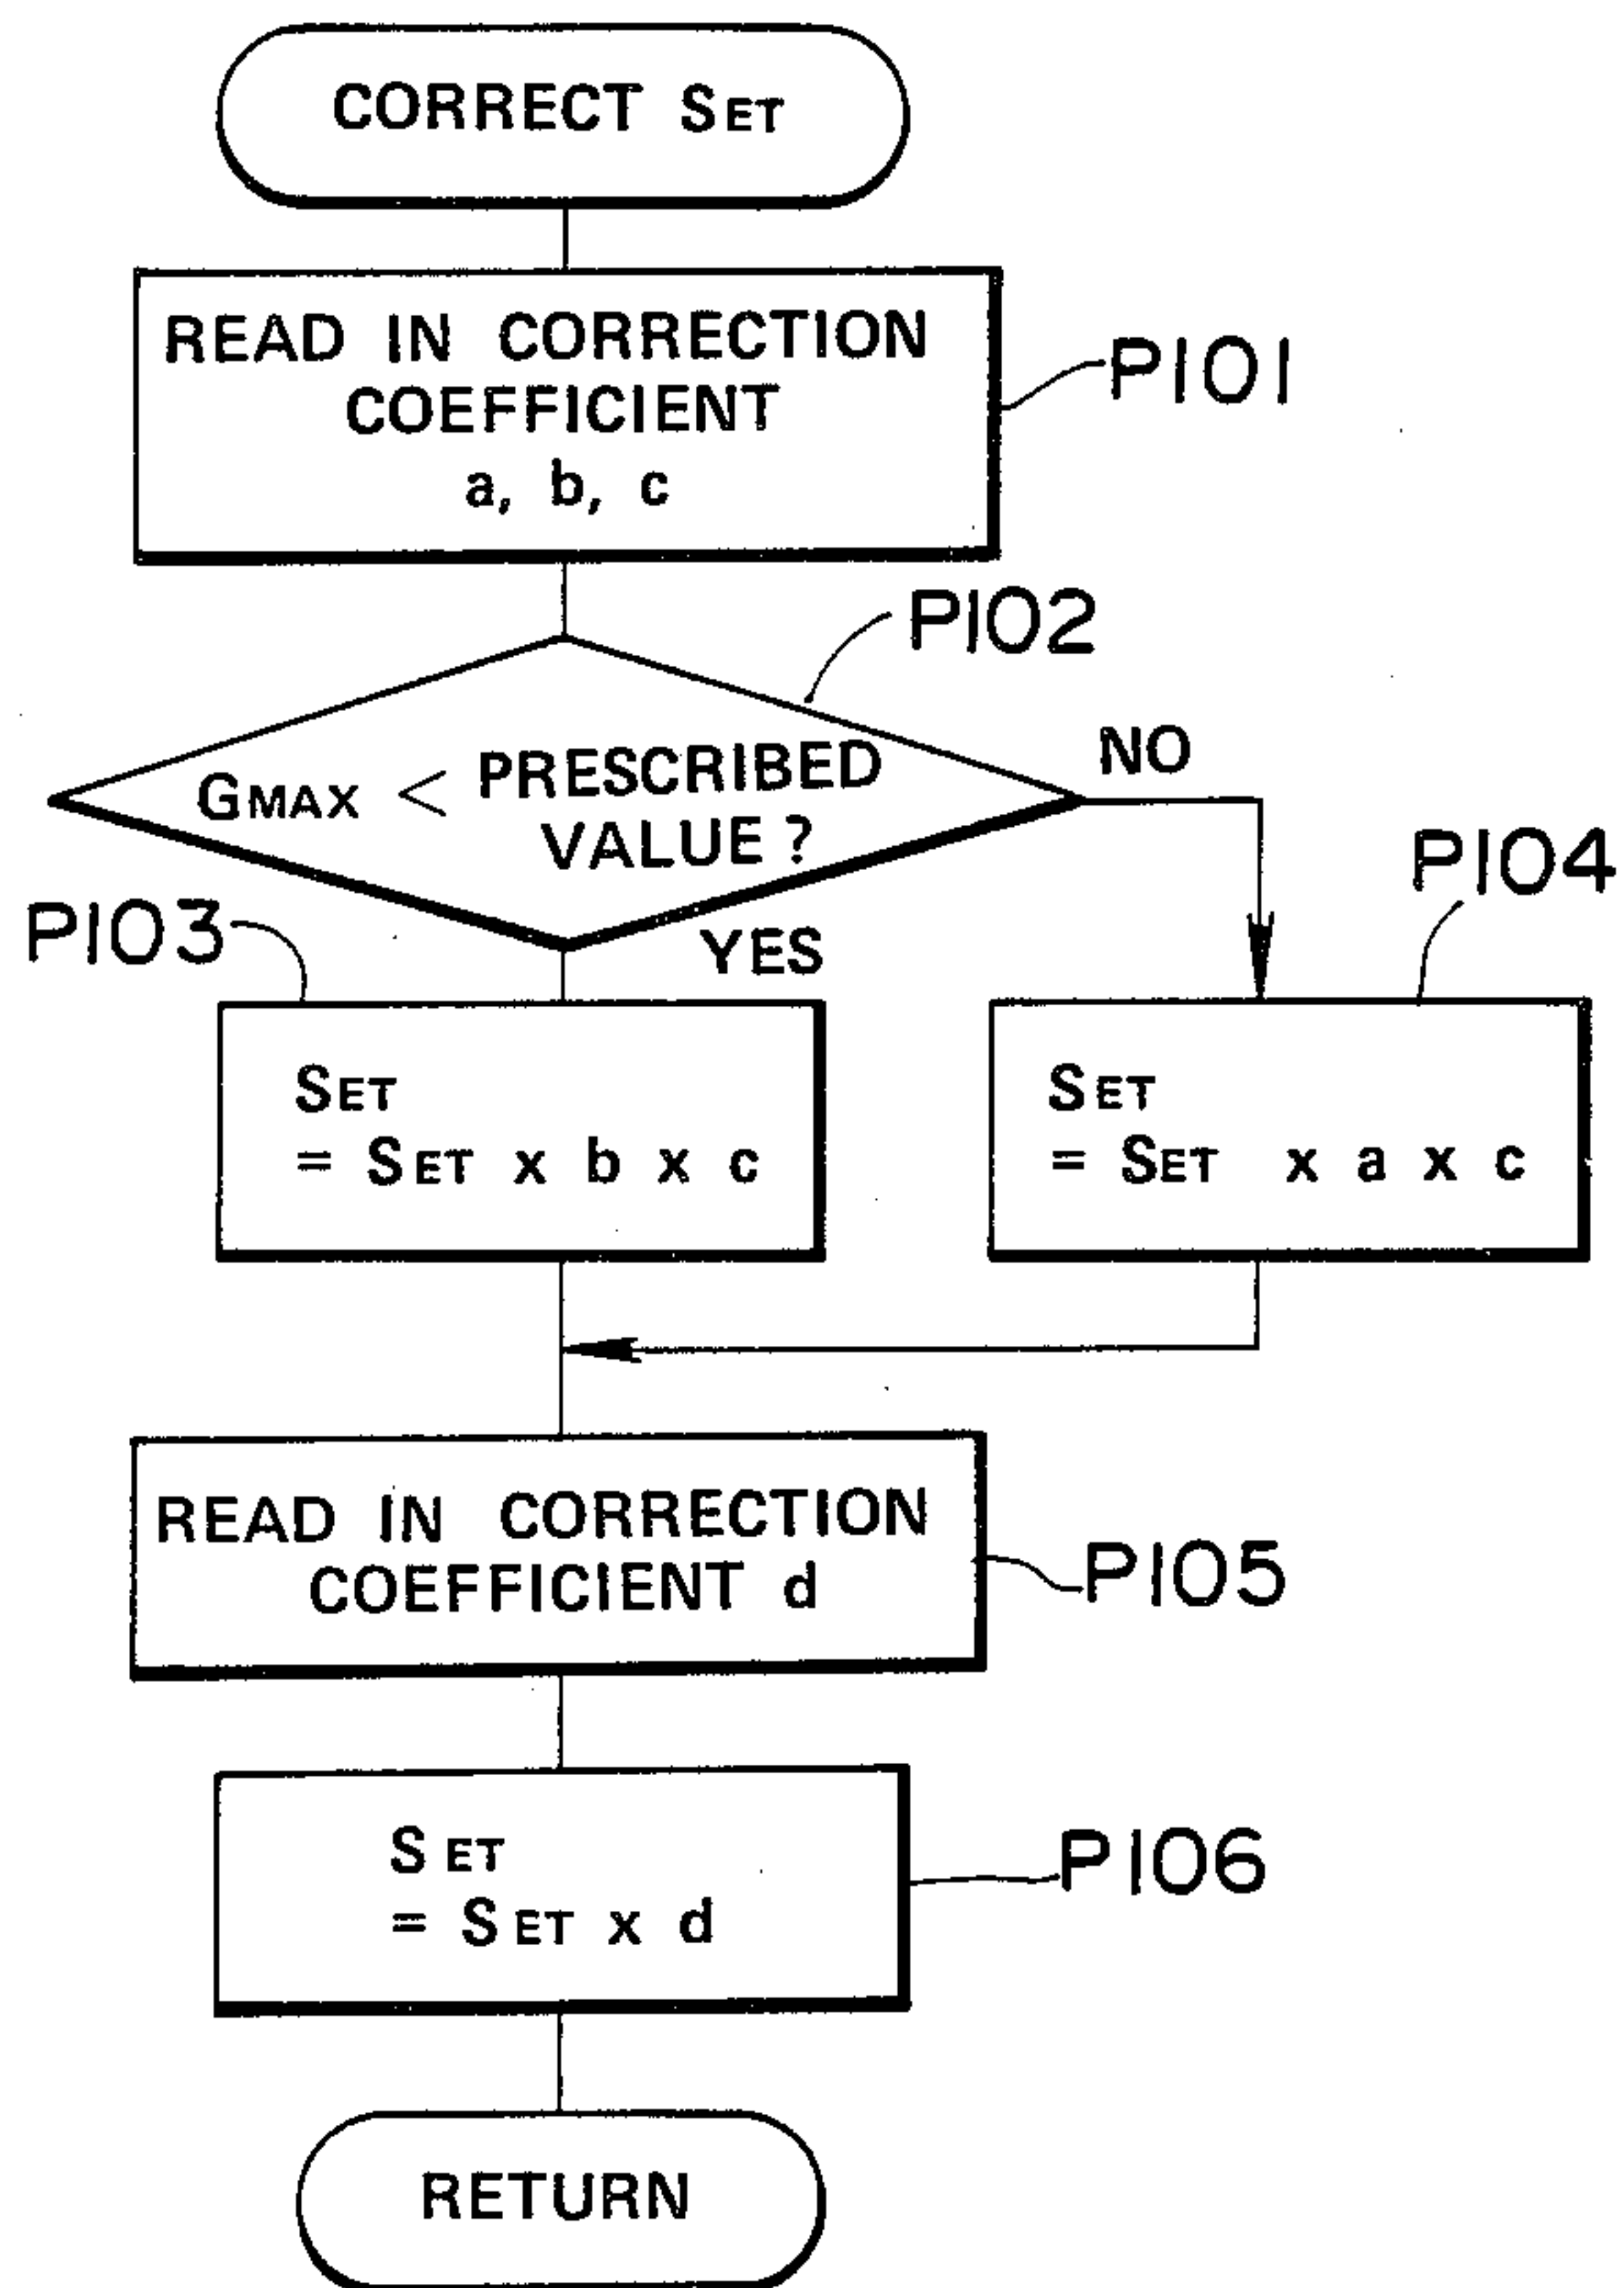 CORRECT SET
READ IN CORRECTION
COEFFICIENT
a, b, c
P101
P102
GMAX < PRESCRIBED
VALUE ?
NO
YES
P103
P104
SET
= SET x b x c
SET
= SET x a x c
READ IN CORRECTION
COEFFICIENT d
P105
SET
= SET x d
P106
RETURN